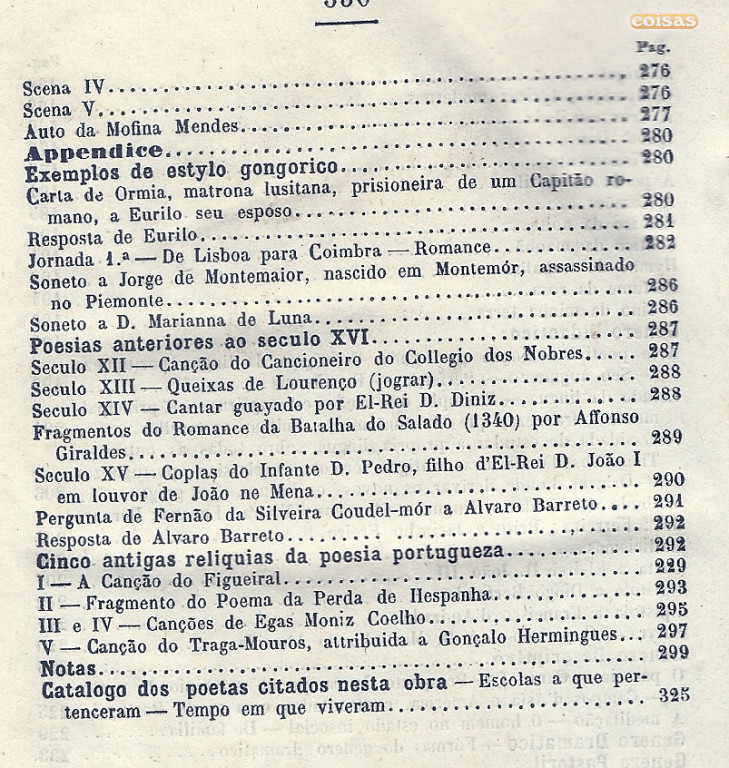 coisas
Pag.
Scena IV 276
Scena V 276
Auto da Mofina Mendes 277
Appendice 280
Exemplos de estylo gongorico 280
Carta de Ormia, matrona lusitana, prisioneira de um Capitão ro-
mano, a Eurilo seu esposo 280
Resposta de Eurilo 281
Jornada 1.ª — De Lisboa para Coimbra — Romance 282
Soneto a Jorge de Montemaior, nascido em Montemór, assassinado
no Piemonte 286
Soneto a D. Marianna de Luna 286
Poesias anteriores ao seculo XVI 287
Seculo XII — Canção do Cancioneiro do Collegio dos Nobres 287
Seculo XIII — Queixas de Lourenço (jograr) 288
Seculo XIV — Cantar guayado por El-Rei D. Diniz 288
Fragmentos do Romance da Batalha do Salado (1340) por Affonso
Giraldes 289
Seculo XV — Coplas do Infante D. Pedro, filho d'El-Rei D. João I
em louvor de João ne Mena 290
Pergunta de Fernão da Silveira Coudel-mór a Alvaro Barreto 291
Resposta de Alvaro Barreto 292
Cinco antigas reliquias da poesia portugueza 292
I — A Canção do Figueiral 229
II — Fragmento do Poema da Perda de Hespanha 293
III e IV — Canções de Egas Moniz Coelho 295
V — Canção do Traga-Mouros, attribuida a Gonçalo Hermingues 297
Notas 299
Catalogo dos poetas citados nesta obra — Escolas a que per-
tenceram — Tempo em que viveram 325